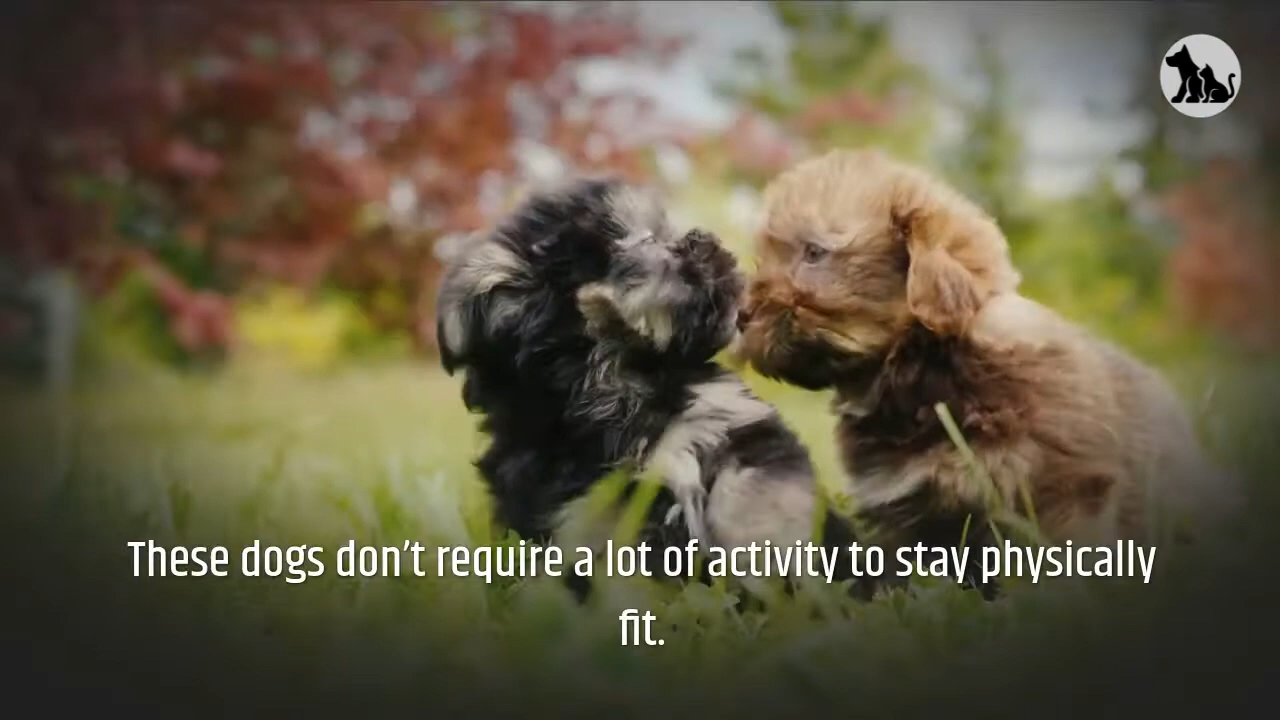 These dogs don’t require a lot of activity to stay physically
fit.